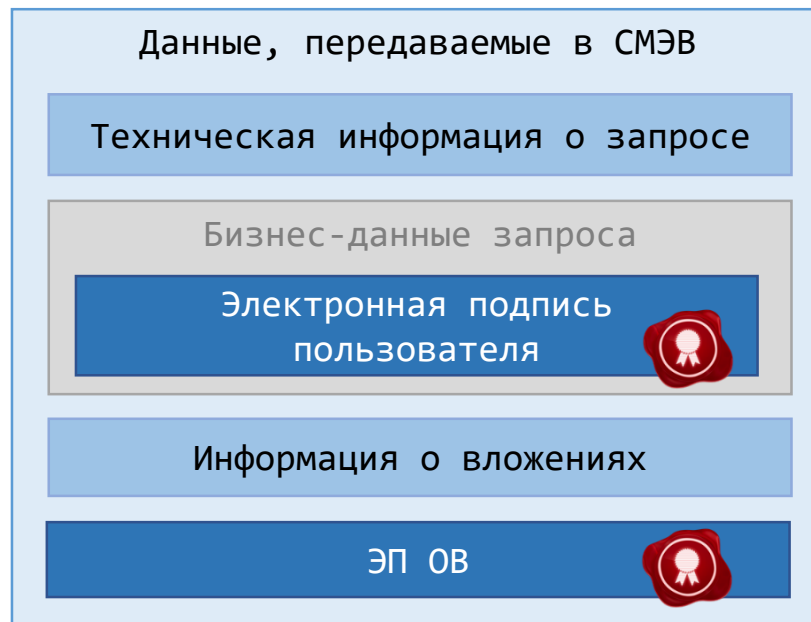 Данные, передаваемые в СМЭВ
Техническая информация о запросе
Бизнес-данные запроса
Электронная подпись
пользователя
Информация о вложениях
ЭП ОВ